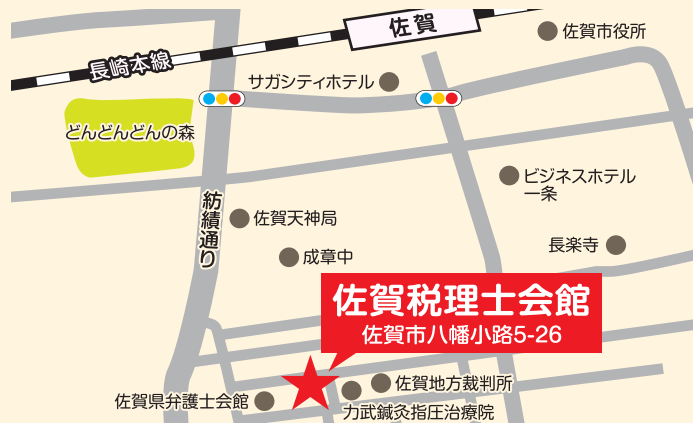 佐賀
佐賀市役所
長崎本線
サガシティホテル
どんどんどんの森
ビジネスホテル
一条
紡績通り
佐賀天神局
長楽寺
成章中
佐賀税理士会館
佐賀市八幡小路5-26
佐賀地方裁判所
佐賀県弁護士会館
力武鍼灸指圧治療院